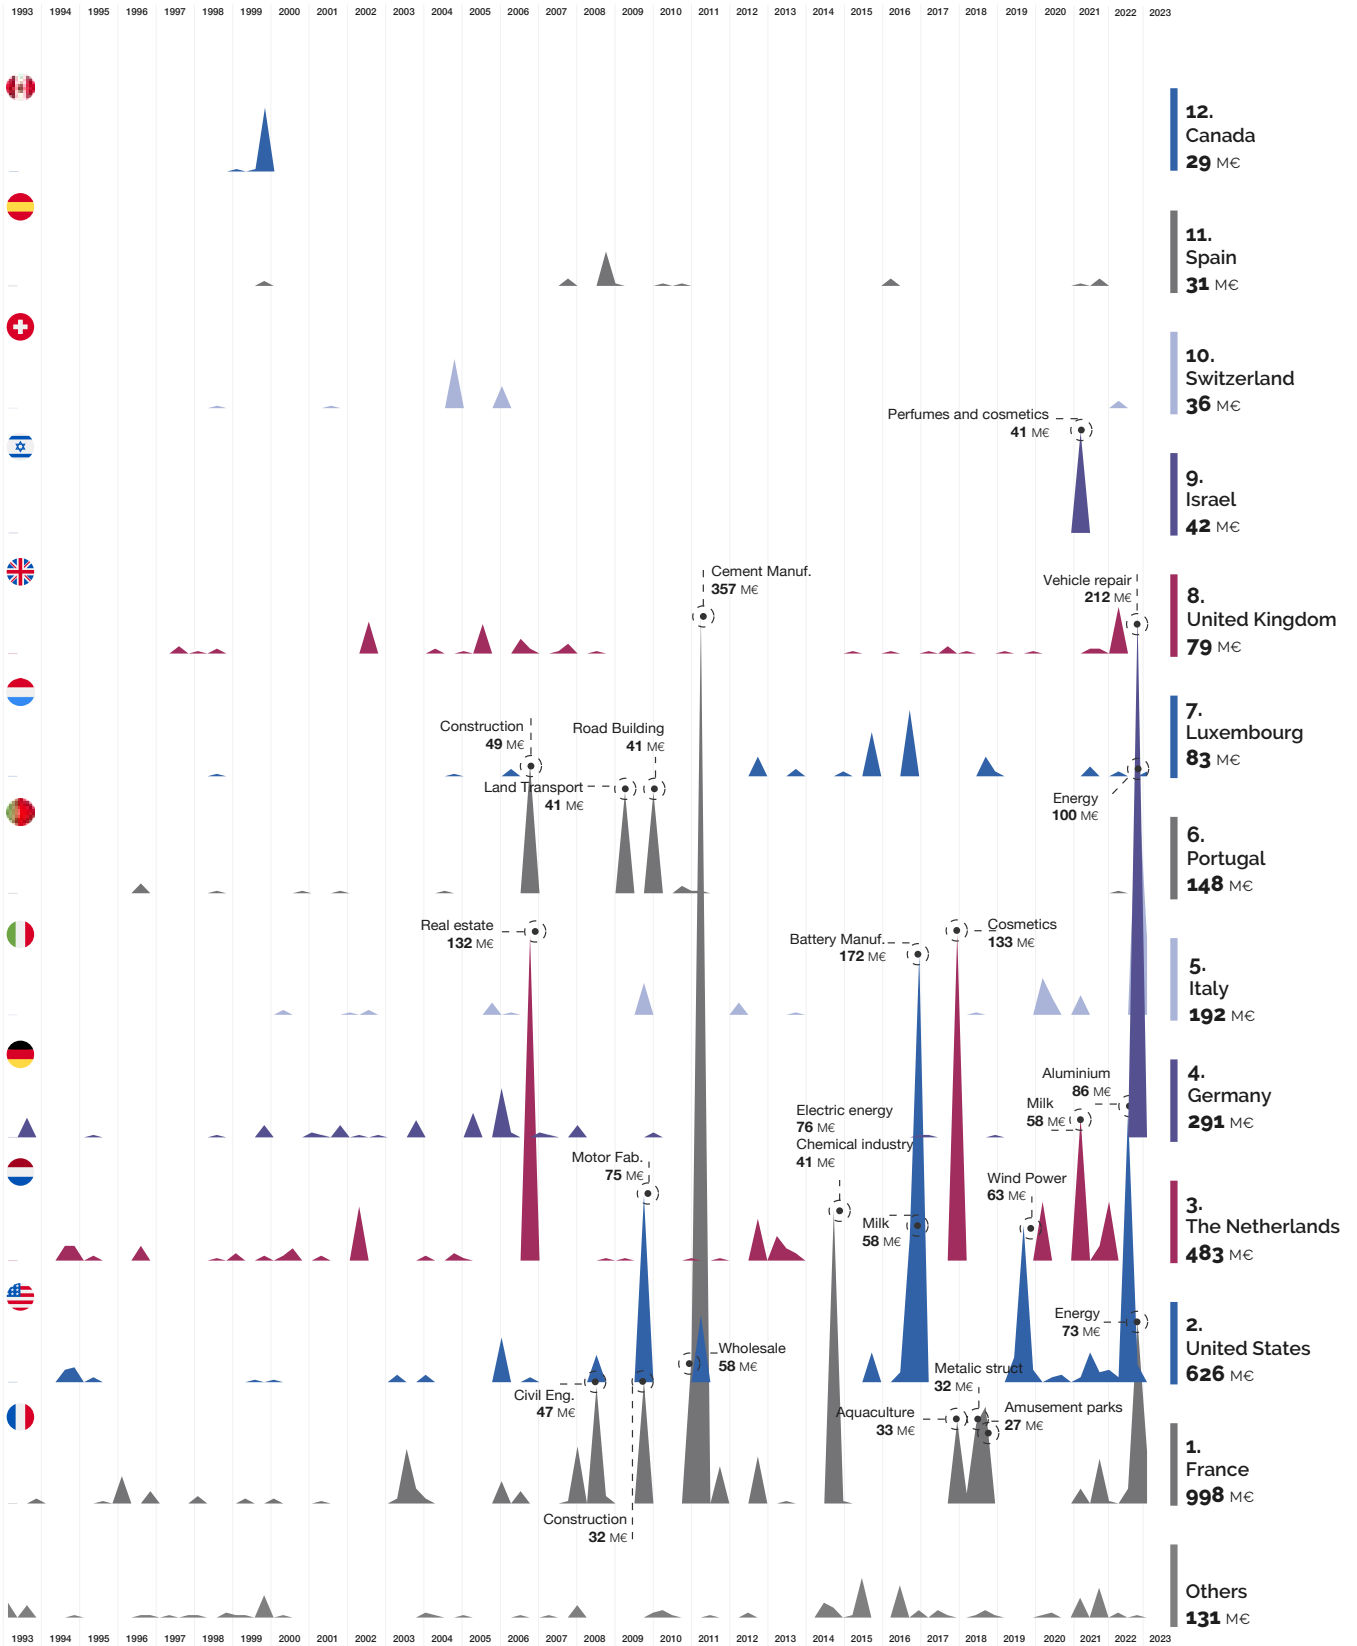 1993 1994 1995 1996 1997 1998 1999 2000 2001 2002 2003 2004 2005 2006 2007 2008 2009 2010 2011 2012 2013 2014 2015 2016 2017 2018 2019 2020 2021 2022 2023
12.
Canada
29 M€
11.
Spain
31 M€
10.
Switzerland
36 M€
Perfumes and cosmetics
41 M€
9.
Israel
42 M€
Cement Manuf.
357 M€
Vehicle repair
212 M€
8.
United Kingdom
79 M€
Construction
49 M€
Road Building
41 M€
Land Transport
41 M€
7.
Luxembourg
83 M€
Energy
100 M€
6.
Portugal
148 M€
Real estate
132 M€
Battery Manuf.
172 M€
Cosmetics
133 M€
5.
Italy
192 M€
Aluminium
86 M€
Milk
58 M€
4.
Germany
291 M€
Electric energy
76 M€
Chemical industry
41 M€
Motor Fab.
75 M€
Milk
58 M€
Wind Power
63 M€
3.
The Netherlands
483 M€
Energy
73 M€
Wholesale
58 M€
2.
United States
626 M€
Civil Eng.
47 M€
Metalic struct
32 M€
Aquaculture
33 M€
Amusement parks
27 M€
1.
France
998 M€
Construction
32 M€
Others
131 M€
1993 1994 1995 1996 1997 1998 1999 2000 2001 2002 2003 2004 2005 2006 2007 2008 2009 2010 2011 2012 2013 2014 2015 2016 2017 2018 2019 2020 2021 2022 2023